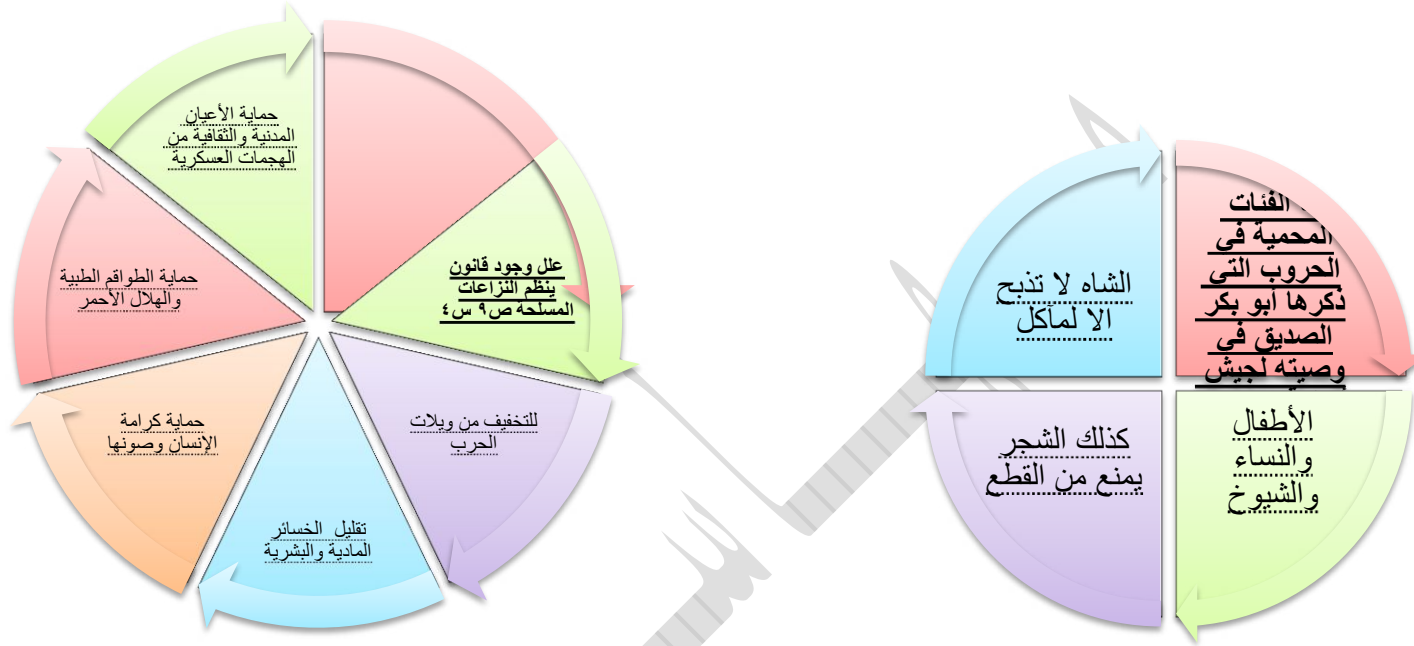 علل وجود قانون
ينظم النزاعات
المسلحة ص٩ س٤
للتخفيف من ويلات
الحرب
تقليل الخسائر
المادية والبشرية
حماية كرامة
الإنسان وصونها
حماية الطواقم الطبية
والهلال الأحمر
حماية الأعيان
المدنية والثقافية من
الهجمات العسكرية
الفئات
المحمية في
الحروب التي
ذكرها ابو بكر
الصديق في
وصيته لجيش
الأطفال
والنساء
والشيوخ
كذلك الشجر
يمنع من القطع
الشاه لا تذبح
الا لمأكل